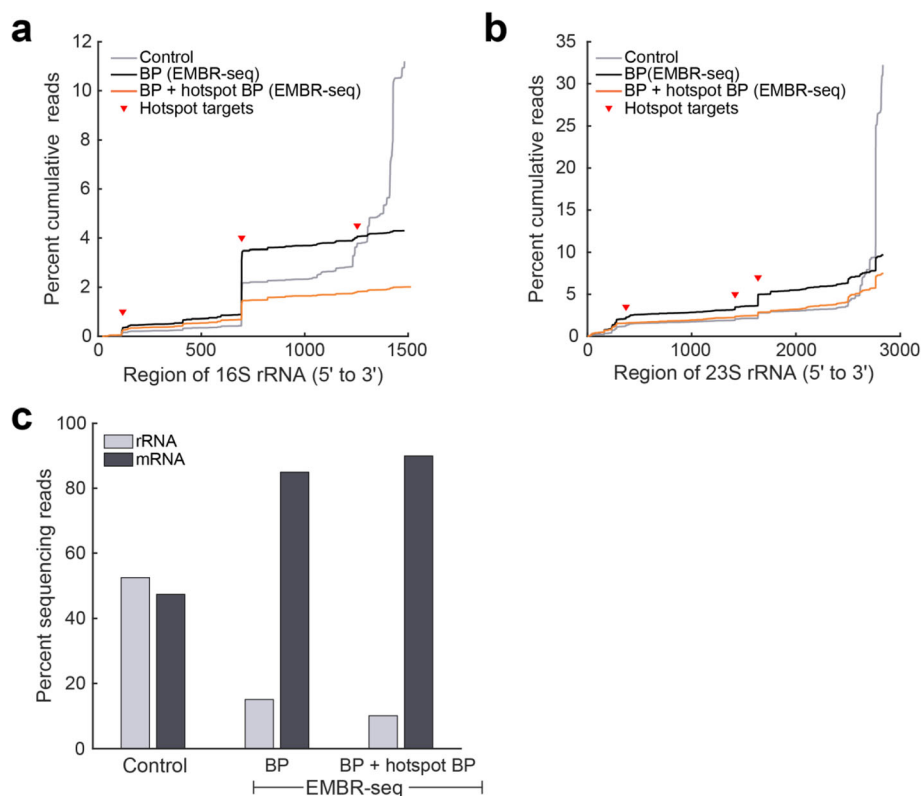 a
Control
BP (EMBR-seq)
BP + hotspot BP (EMBR-seq)
Hotspot targets
12
10
8
6
4
2
0
0
500
1000
1500
Percent cumulative reads
Region of 16S rRNA (5' to 3')
b
Control
BP(EMBR-seq)
BP + hotspot BP (EMBR-seq)
Hotspot targets
35
30
25
20
15
10
5
0
0
1000
2000
3000
Percent cumulative reads
Region of 23S rRNA (5' to 3')
c
rRNA
mRNA
100
80
60
40
20
0
Percent sequencing reads
Control
BP
BP + hotspot BP
EMBR-seq